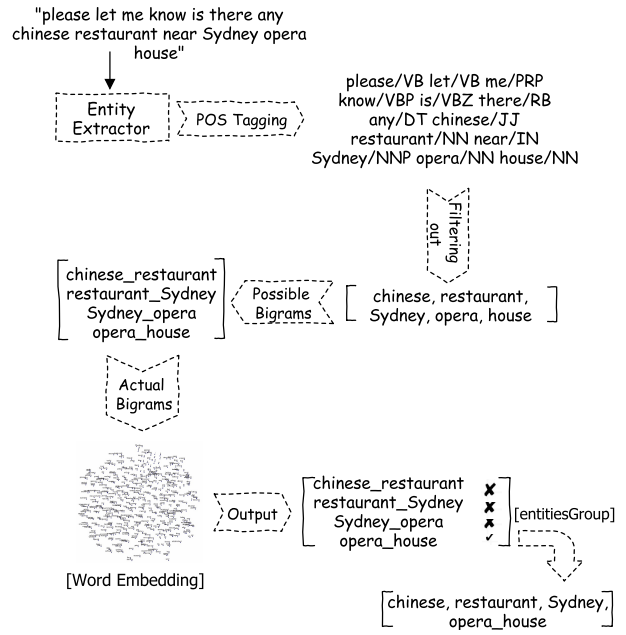 "please let me know is there any
chinese restaurant near Sydney opera
house"
Entity
Extractor
POS Tagging
please/VB let/VB me/PRP
know/VBP is/VBZ there/RB
any/DT chinese/JJ
restaurant/NN near/IN
Sydney/NNP opera/NN house/NN
Filtering
out
chinese, restaurant,
Sydney, opera, house
Possible
Bigrams
chinese_restaurant
restaurant_Sydney
Sydney_opera
opera_house
Actual
Bigrams
[Word Embedding]
Output
chinese_restaurant ✘
restaurant_Sydney ✘
Sydney_opera ✘
opera_house ✓
[entitiesGroup]
[chinese, restaurant, Sydney,
opera_house]